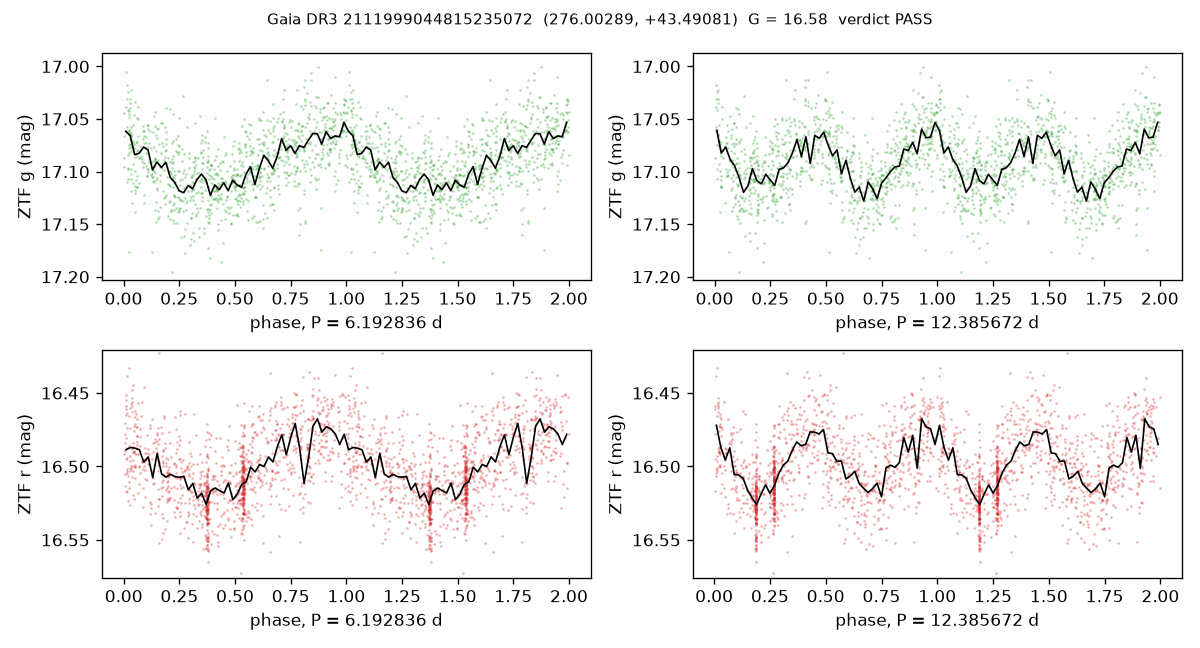 Gaia DR3 2111999044815235072 (276.00289, +43.49081) G = 16.58 verdict PASS
ZTF g (mag)
17.00
17.05
17.10
17.15
17.20
0.00 0.25 0.50 0.75 1.00 1.25 1.50 1.75 2.00
phase, P = 6.192836 d
ZTF g (mag)
17.00
17.05
17.10
17.15
17.20
0.00 0.25 0.50 0.75 1.00 1.25 1.50 1.75 2.00
phase, P = 12.385672 d
ZTF r (mag)
16.45
16.50
16.55
0.00 0.25 0.50 0.75 1.00 1.25 1.50 1.75 2.00
phase, P = 6.192836 d
ZTF r (mag)
16.45
16.50
16.55
0.00 0.25 0.50 0.75 1.00 1.25 1.50 1.75 2.00
phase, P = 12.385672 d